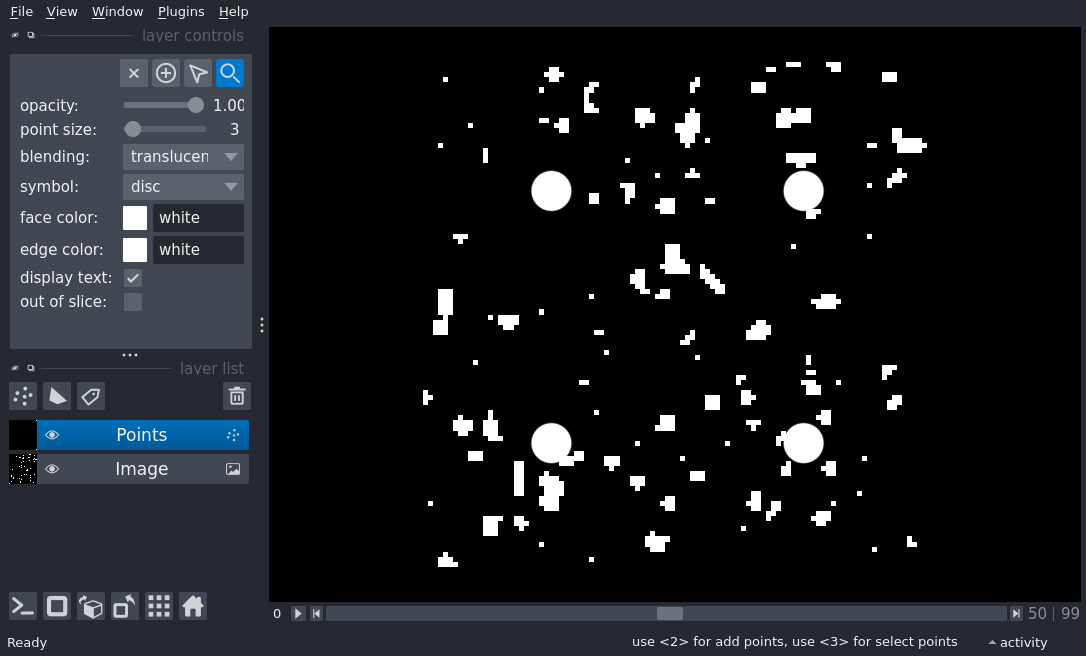 File View Window Plugins Help
layer controls
opacity: 1.00
point size: 3
blending: translucen
symbol: disc
face color: white
edge color: white
display text:
out of slice:
layer list
Points
Image
0 50 | 99
Ready use <2> for add points, use <3> for select points activity